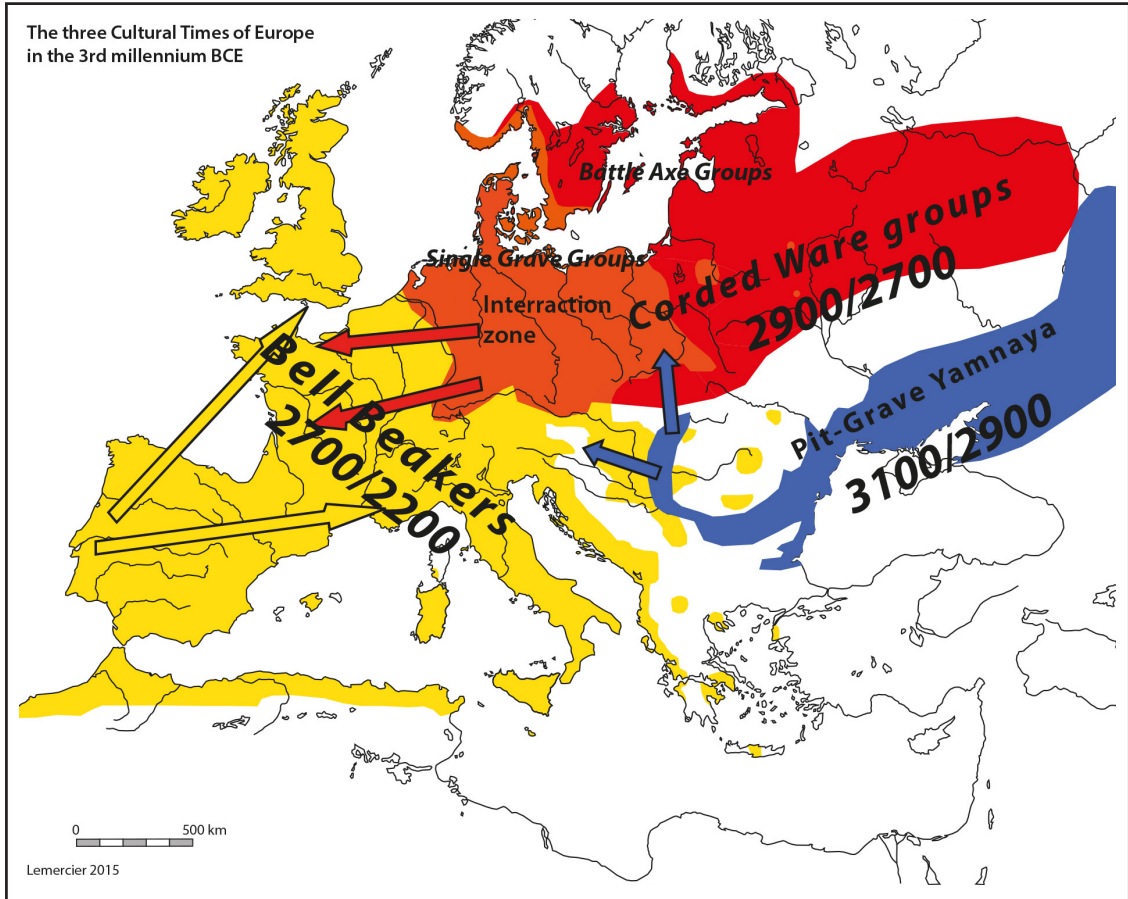 The three Cultural Times of Europe
in the 3rd millennium BCE
Battle Axe Groups
Single Grave Groups
Interraction
zone
Corded Ware groups
2900/2700
Pit-Grave Yamnaya
3100/2900
Bell Beakers
2700/2200
0 500 km
Lemercier 2015